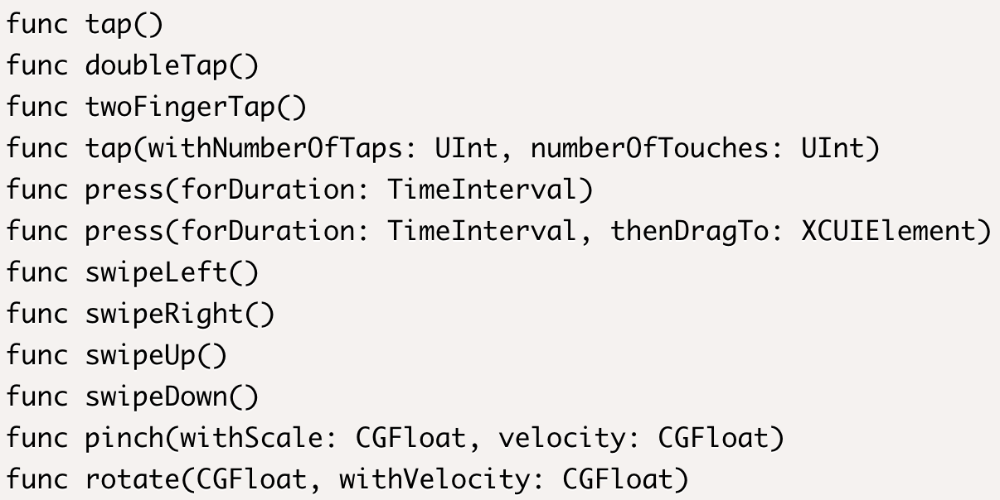 func tap()
func doubleTap()
func twoFingerTap()
func tap(withNumberOfTaps: UInt, numberOfTouches: UInt)
func press(forDuration: TimeInterval)
func press(forDuration: TimeInterval, thenDragTo: XCUIElement)
func swipeLeft()
func swipeRight()
func swipeUp()
func swipeDown()
func pinch(withScale: CGFloat, velocity: CGFloat)
func rotate(CGFloat, withVelocity: CGFloat)